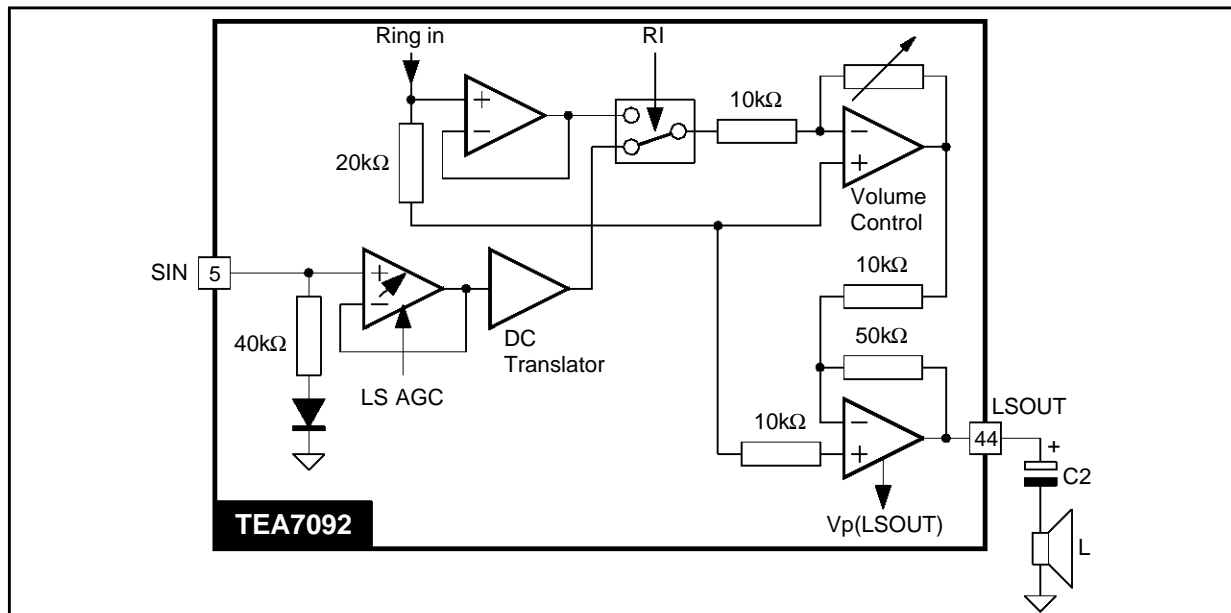 Ring in
RI
10kΩ
20kΩ
Volume
Control
SIN
5
10kΩ
DC
Translator
40kΩ
50kΩ
LS AGC
LSOUT
10kΩ
44
+
C2
Vp(LSOUT)
TEA7092
L